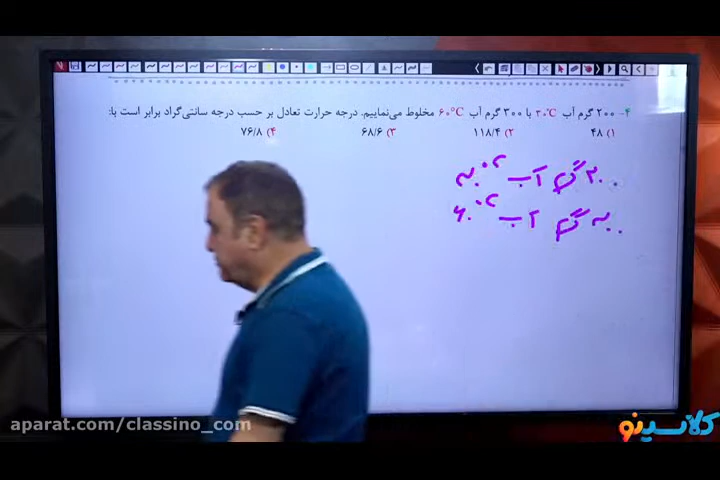 ۴- ۲۰۰ گرم آب ۳۰°C با ۳۰۰ گرم آب ۶۰°C مخلوط می‌نماییم. درجه حرارت تعادل بر حسب درجه سانتی‌گراد برابر است با:
۱) ۴۸ ۲) ۱۱۸/۴ ۳) ۶۸/۶ ۴) ۷۶/۸
۲۰۰ گرم آب ۳۰°C
۳۰۰ گرم آب ۶۰°C
aparat.com/classino_com
کلاسینو